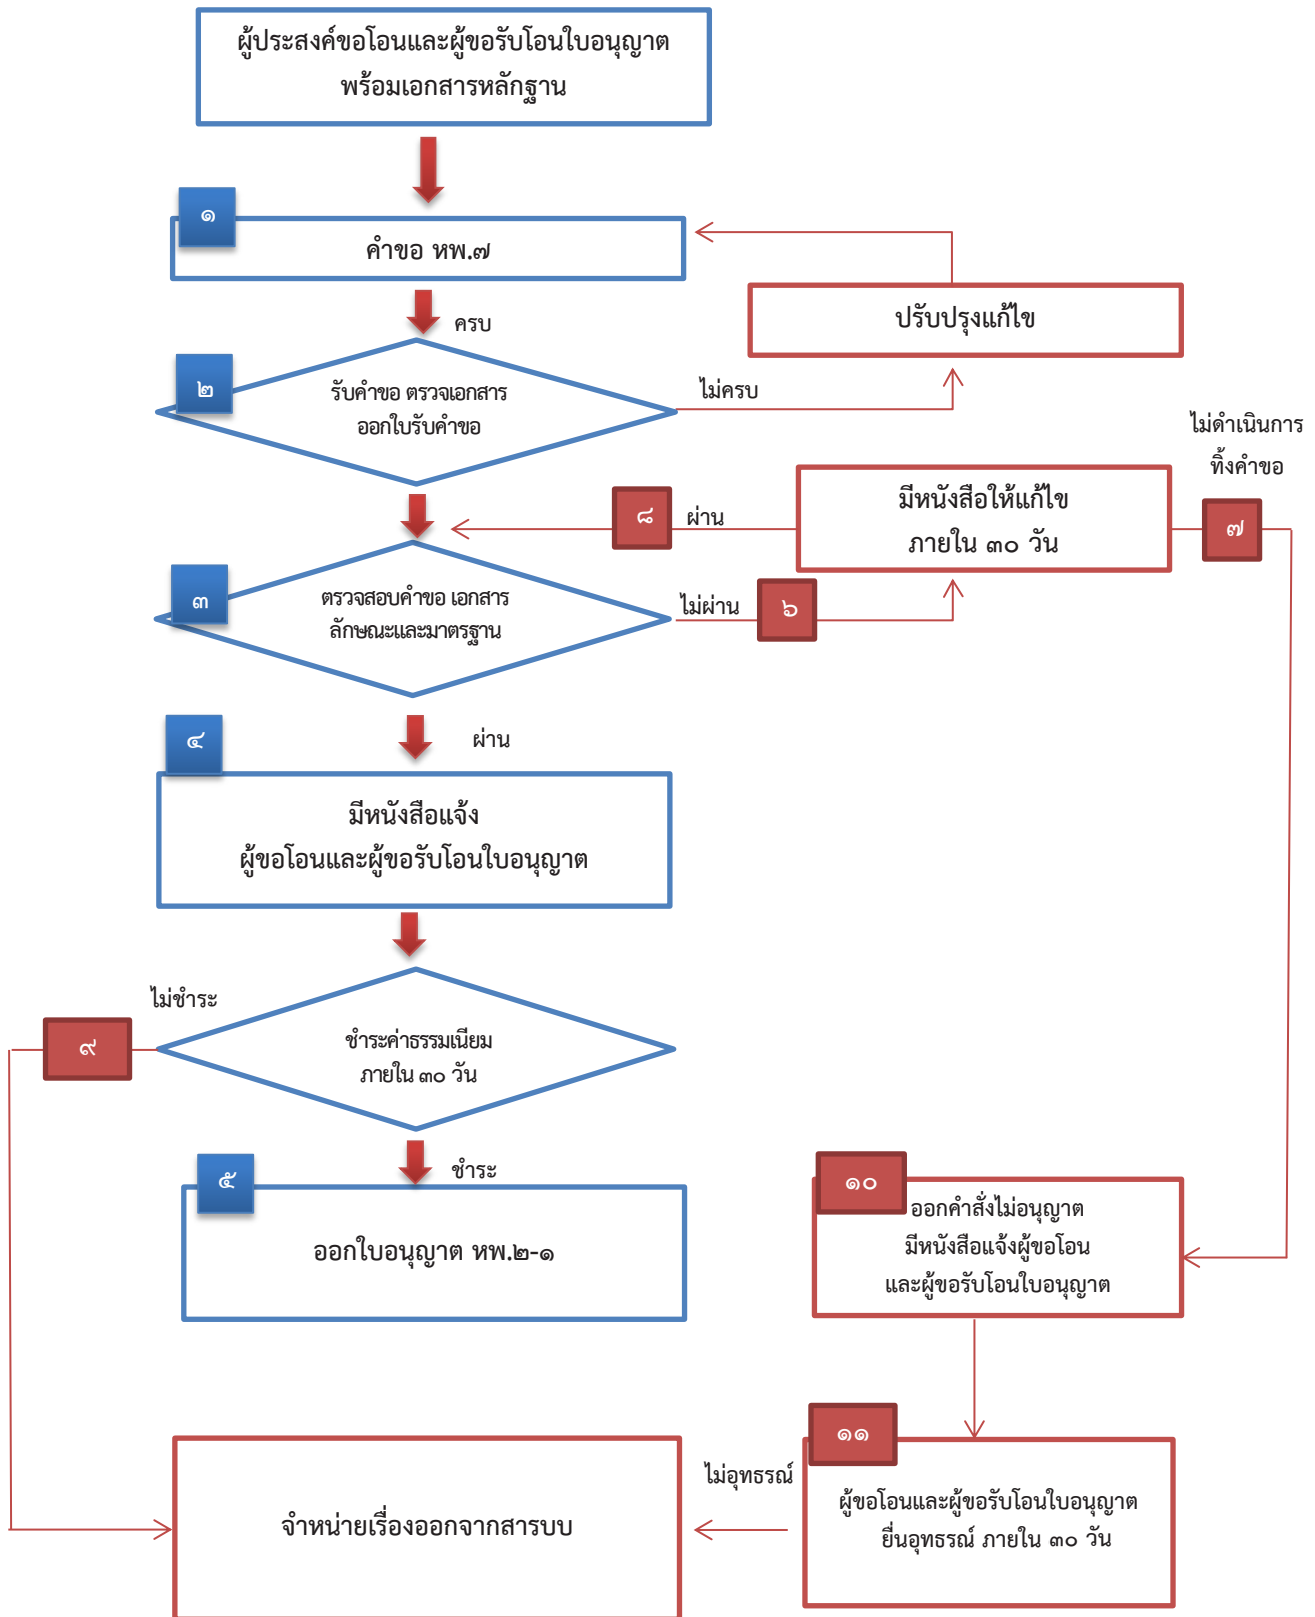 ผู้ประสงค์ขอโอนและผู้ขอรับโอนใบอนุญาต
พร้อมเอกสารหลักฐาน
๑
คำขอ หพ.๗
ครบ
ปรับปรุงแก้ไข
๒
รับคำขอ ตรวจเอกสาร
ออกใบรับคำขอ
ไม่ครบ
ไม่ดำเนินการ
ทิ้งคำขอ
มีหนังสือให้แก้ไข
ภายใน ๓๐ วัน
๘
ผ่าน
๗
๓
ตรวจสอบคำขอ เอกสาร
ลักษณะและมาตรฐาน
ไม่ผ่าน
๖
๔
ผ่าน
มีหนังสือแจ้ง
ผู้ขอโอนและผู้ขอรับโอนใบอนุญาต
ไม่ชำระ
๙
ชำระค่าธรรมเนียม
ภายใน ๓๐ วัน
ชำระ
๕
ออกใบอนุญาต หพ.๒-๑
๑๐
ออกคำสั่งไม่อนุญาต
มีหนังสือแจ้งผู้ขอโอน
และผู้ขอรับโอนใบอนุญาต
๑๑
ผู้ขอโอนและผู้ขอรับโอนใบอนุญาต
ยื่นอุทธรณ์ ภายใน ๓๐ วัน
ไม่อุทธรณ์
จำหน่ายเรื่องออกจากสารบบ